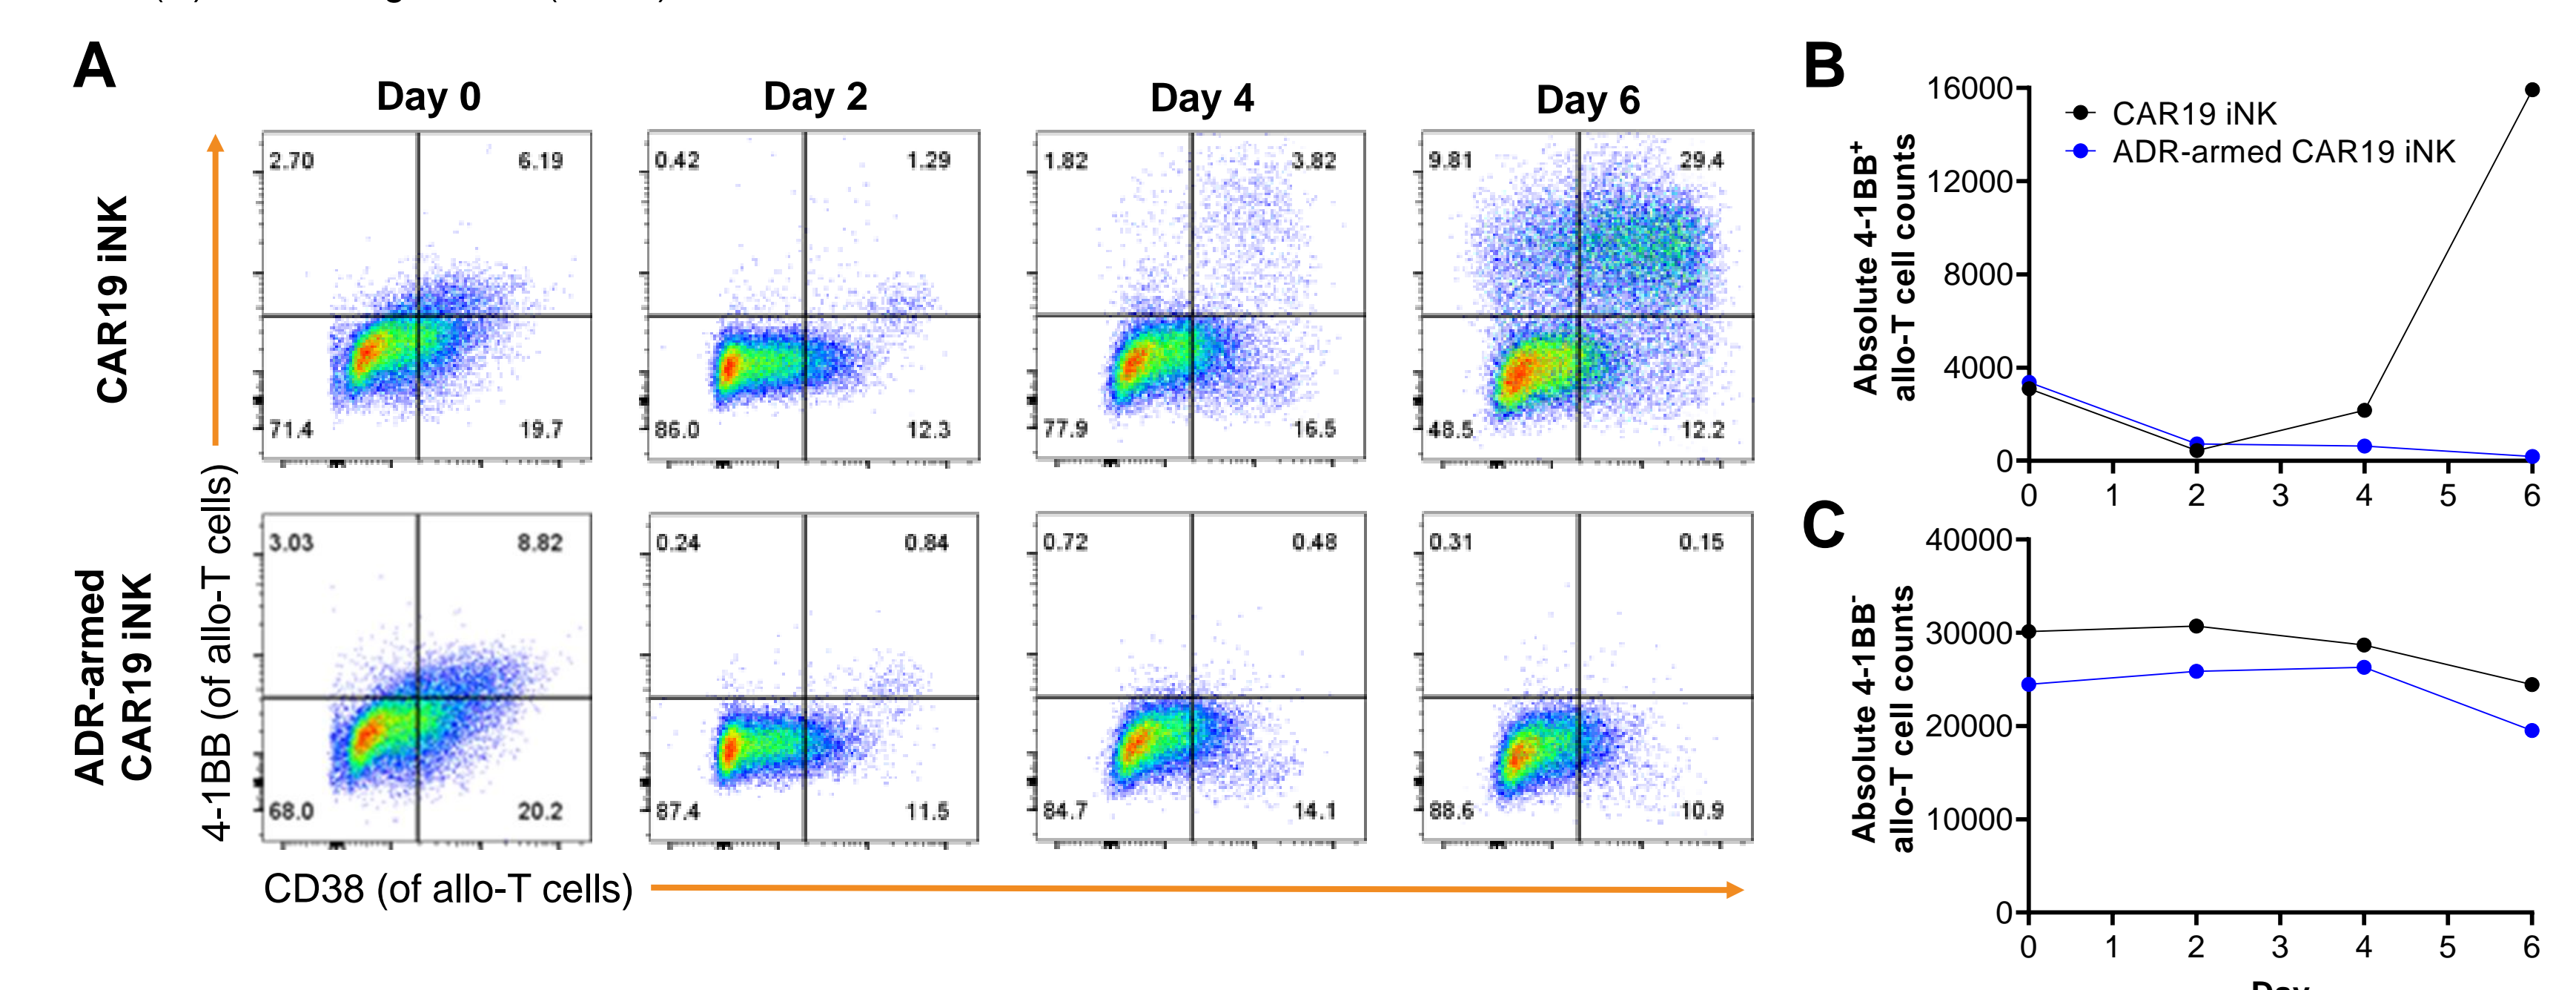 A
Day 0
Day 2
Day 4
Day 6
CAR19 iNK
2.70
6.19
71.4
19.7
0.42
1.29
86.0
12.3
1.82
3.82
77.9
16.5
9.81
29.4
48.5
12.2
ADR-armed
CAR19 iNK
4-1BB (of allo-T cells)
3.03
8.82
68.0
20.2
0.24
0.84
87.4
11.5
0.72
0.48
84.7
14.1
0.31
0.15
88.6
10.9
CD38 (of allo-T cells)
B
Absolute 4-1BB+
allo-T cell counts
16000
12000
8000
4000
0
CAR19 iNK
ADR-armed CAR19 iNK
0 1 2 3 4 5 6
C
Absolute 4-1BB-
allo-T cell counts
40000
30000
20000
10000
0
0 1 2 3 4 5 6
Day